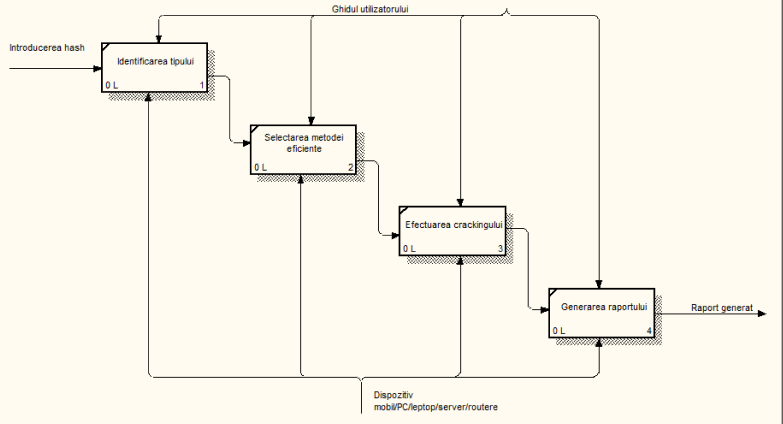 Ghidul utilizatorului
Introducerea hash
Identificarea tipului
0 L
1
Selectarea metodei
eficiente
0 L
2
Efectuarea crackingului
0 L
3
Generarea raportului
0 L
4
Raport generat
Dispozitiv
mobil/PC/leptop/server/routere